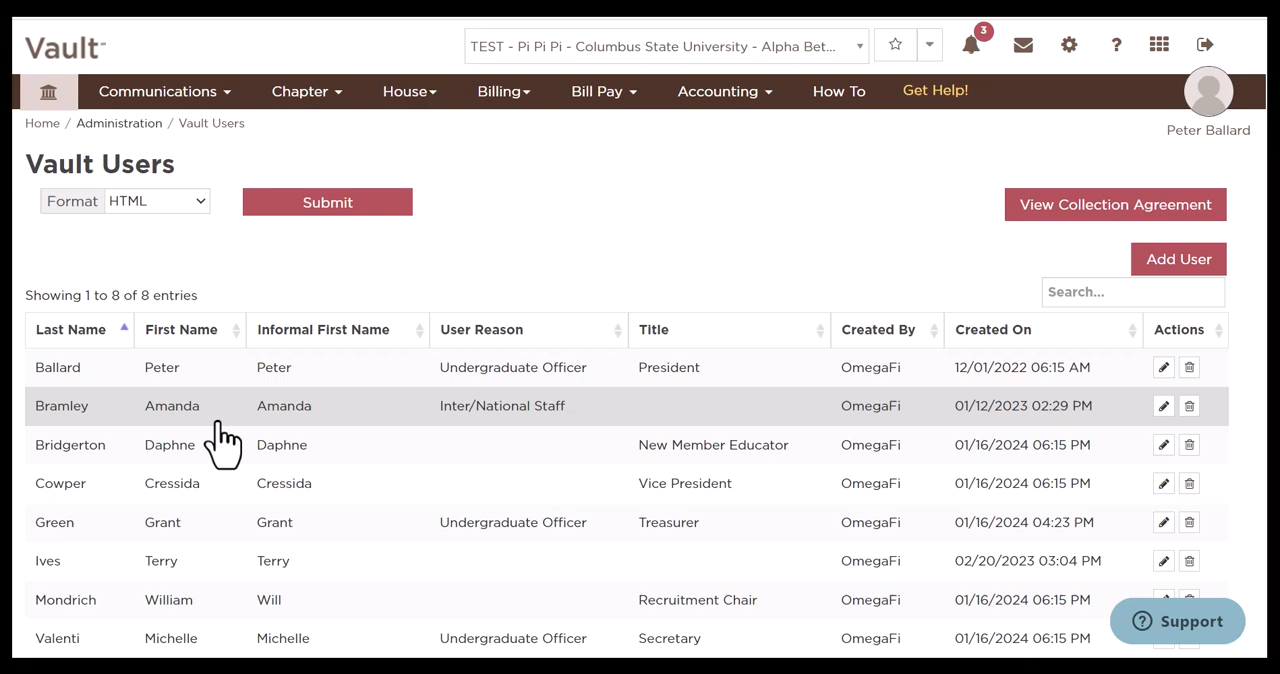 Vault
TEST - Pi Pi Pi - Columbus State University - Alpha Bet...
3
Communications Chapter House Billing Bill Pay Accounting How To Get Help!
Home / Administration / Vault Users
Peter Ballard
Vault Users
Format HTML Submit View Collection Agreement
Add User
Showing 1 to 8 of 8 entries Search...
Last Name First Name Informal First Name User Reason Title Created By Created On Actions
Ballard Peter Peter Undergraduate Officer President OmegaFi 12/01/2022 06:15 AM
Bramley Amanda Amanda Inter/National Staff OmegaFi 01/12/2023 02:29 PM
Bridgerton Daphne Daphne New Member Educator OmegaFi 01/16/2024 06:15 PM
Cowper Cressida Cressida Vice President OmegaFi 01/16/2024 06:15 PM
Green Grant Grant Undergraduate Officer Treasurer OmegaFi 01/16/2024 04:23 PM
Ives Terry Terry OmegaFi 02/20/2023 03:04 PM
Mondrich William Will Recruitment Chair OmegaFi 01/16/2024 06:15 PM
Valenti Michelle Michelle Undergraduate Officer Secretary OmegaFi 01/16/2024 06:15 PM
? Support